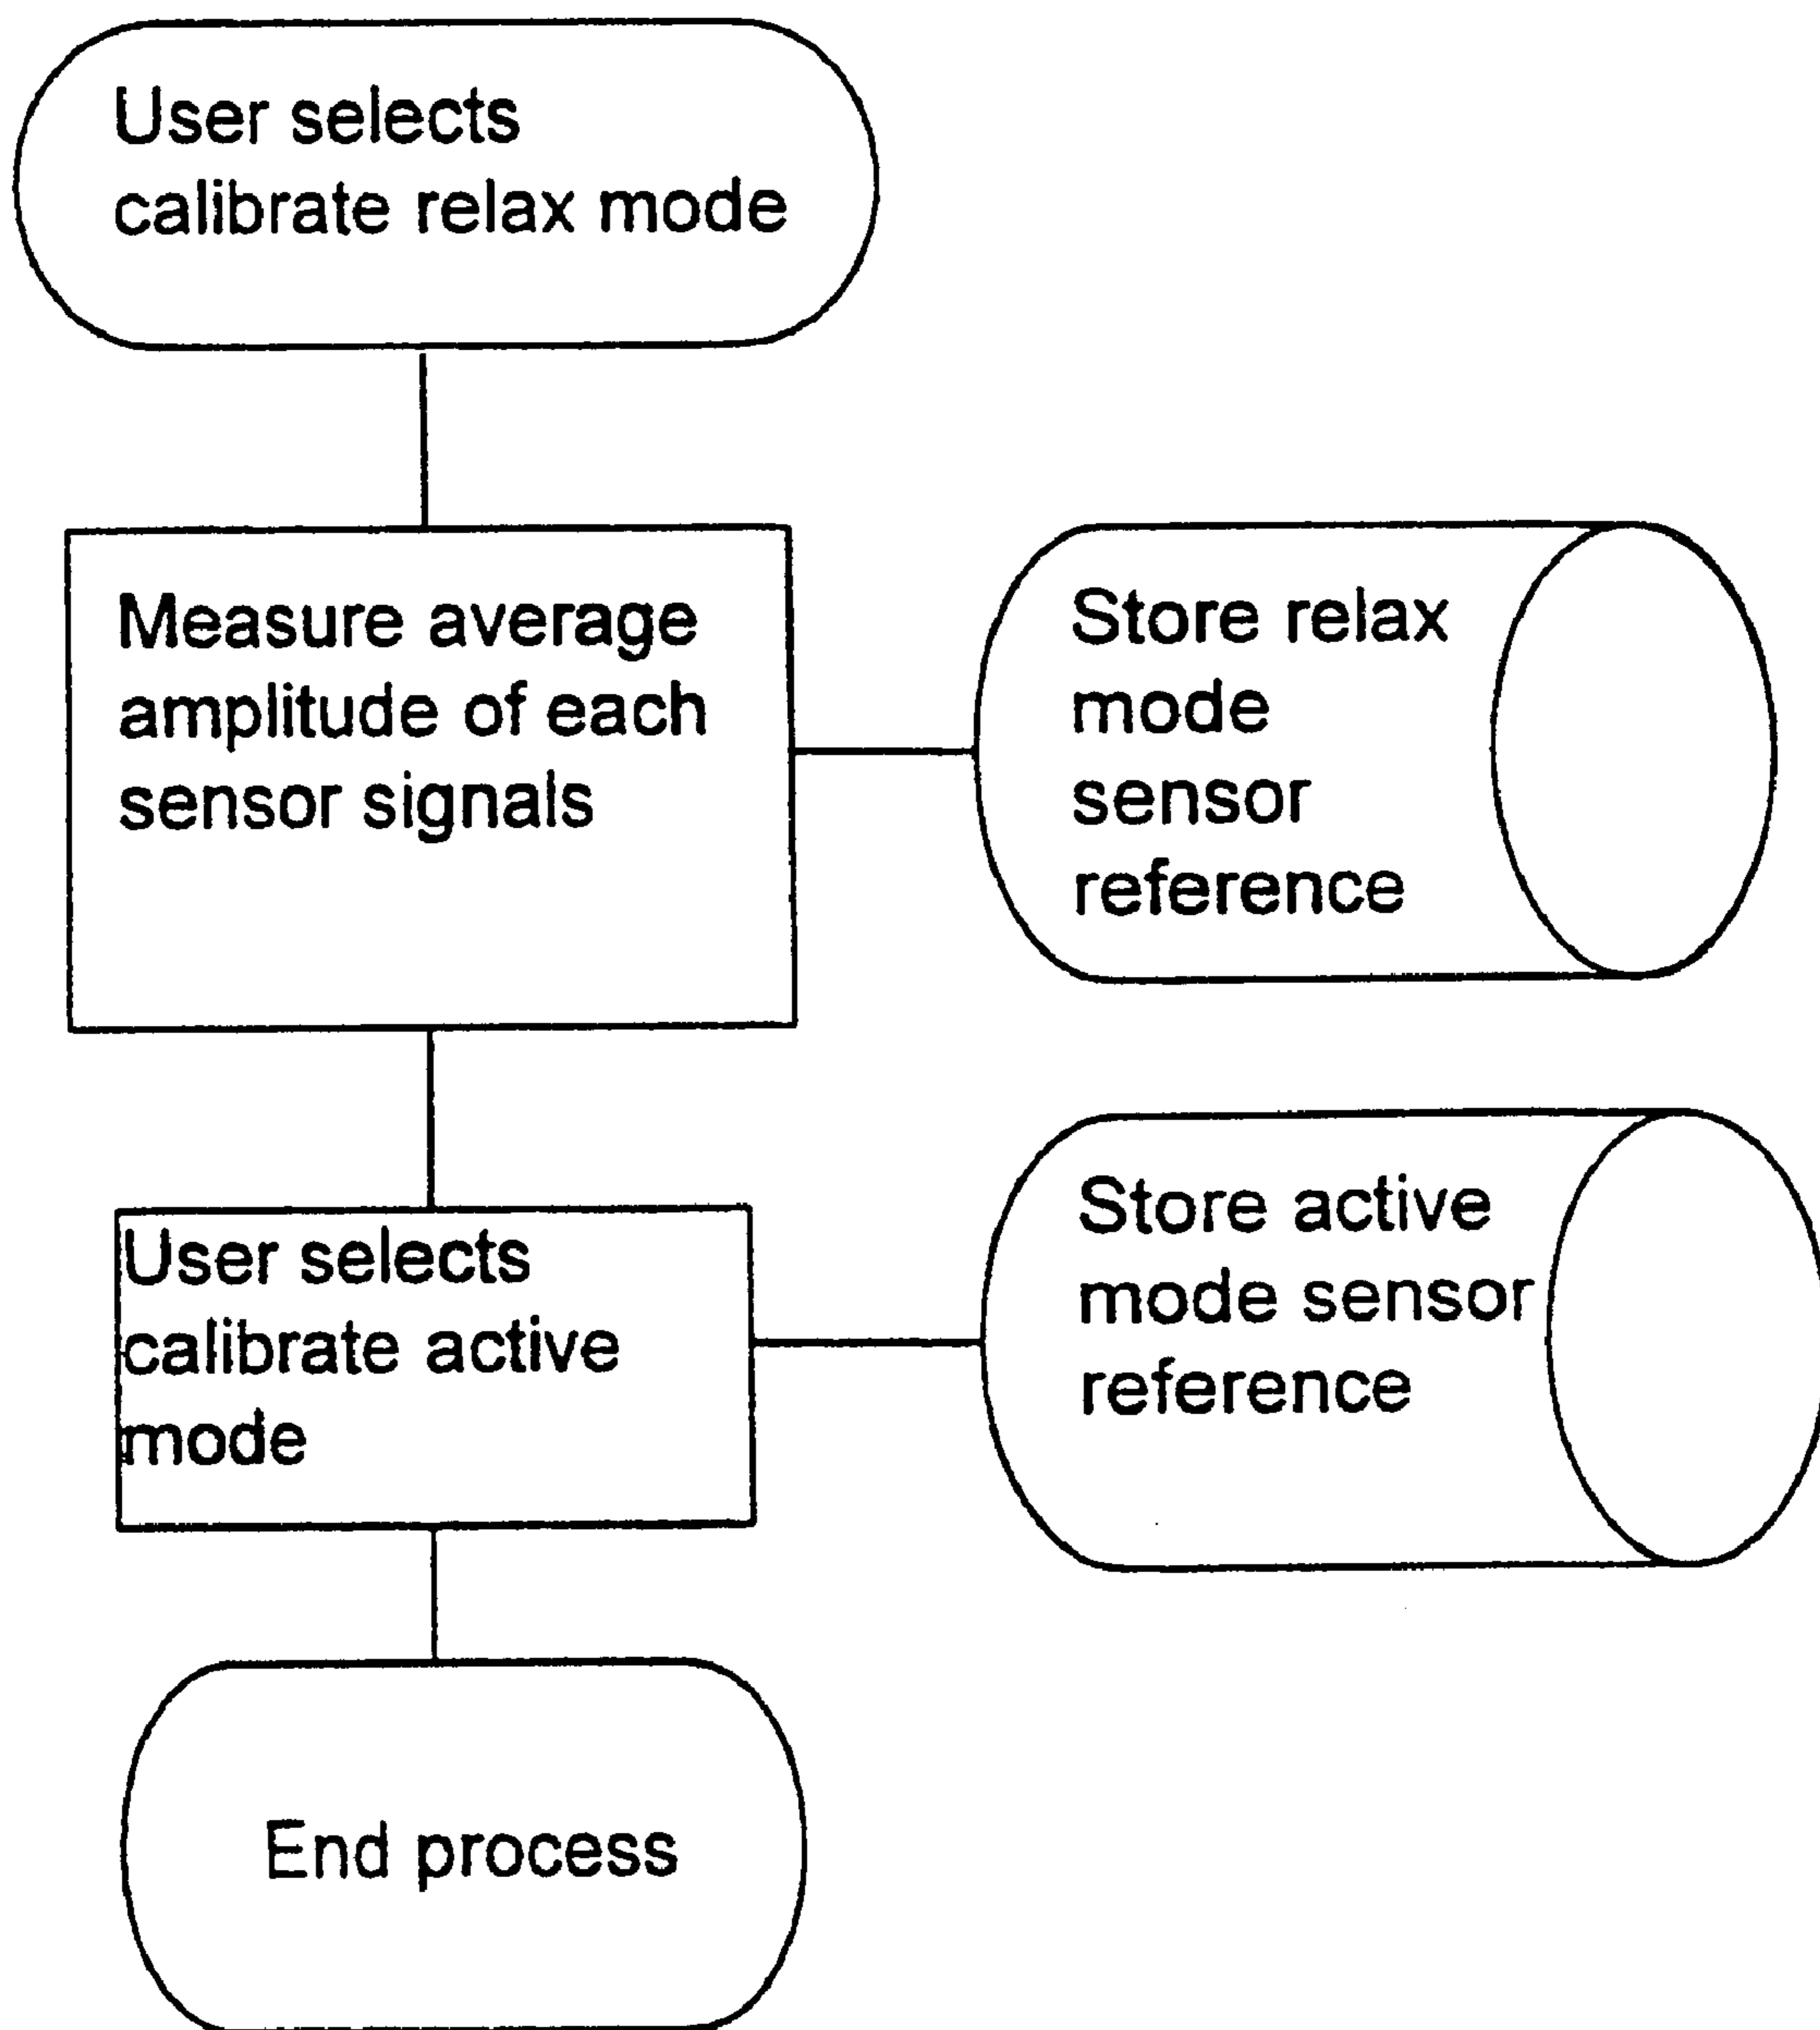 User selects
calibrate relax mode
Measure average
amplitude of each
sensor signals
Store relax
mode
sensor
reference
User selects
calibrate active
mode
Store active
mode sensor
reference
End process